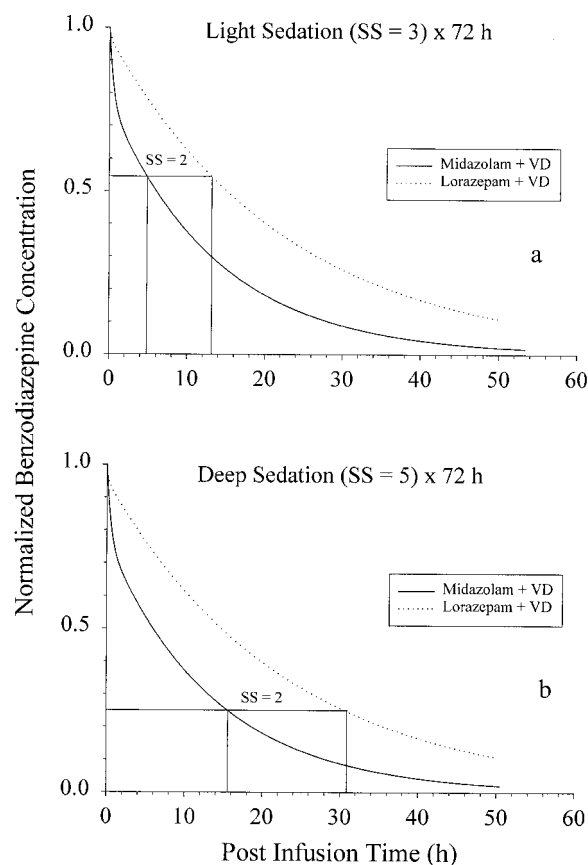 Light Sedation (SS = 3) x 72 h
1.0
SS = 2
Midazolam + VD
Lorazepam + VD
0.5
a
0.0
0 10 20 30 40 50 60
Normalized Benzodiazepine Concentration
Deep Sedation (SS = 5) x 72 h
1.0
Midazolam + VD
Lorazepam + VD
0.5
b
SS = 2
0.0
0 10 20 30 40 50 60
Post Infusion Time (h)